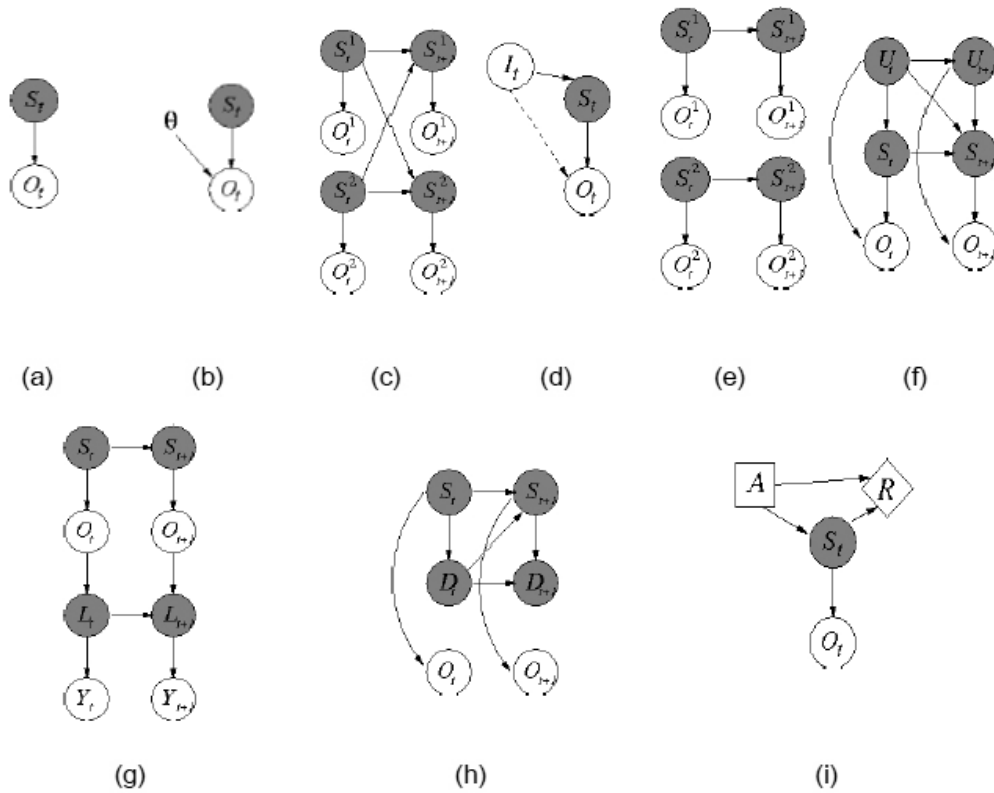 S_t
O_t
θ
S_t
O_t
S_t^1 S_{t+1}^1
O_t^1 O_{t+1}^1
S_t^2 S_{t+1}^2
O_t^2 O_{t+1}^2
I_t
S_t
O_t
S_t^1 S_{t+1}^1
O_t^1 O_{t+1}^1
S_t^2 S_{t+1}^2
O_t^2 O_{t+1}^2
U_t U_{t+1}
S_t S_{t+1}
O_t O_{t+1}
(a) (b) (c) (d) (e) (f)
S_t S_{t+1}
O_t O_{t+1}
L_t L_{t+1}
Y_t Y_{t+1}
S_t S_{t+1}
D_t D_{t+1}
O_t O_{t+1}
A R
S_t
O_t
(g) (h) (i)